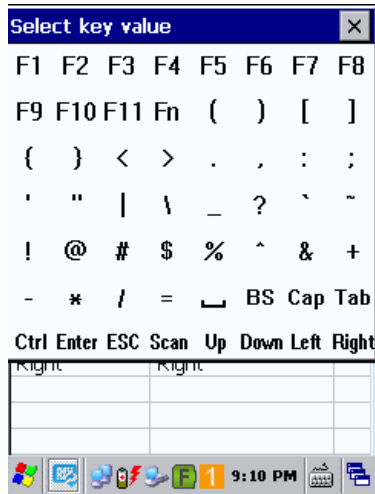 Select key value
F1 F2 F3 F4 F5 F6 F7 F8
F9 F10 F11 Fn ( ) [ ]
{ } < > . , : ;
' " | \ _ ? ` ~
! @ # $ % ^ & +
- * / = ⎵ BS Cap Tab
Ctrl Enter ESC Scan Up Down Left Right
Right Right
F 1 9:10 PM